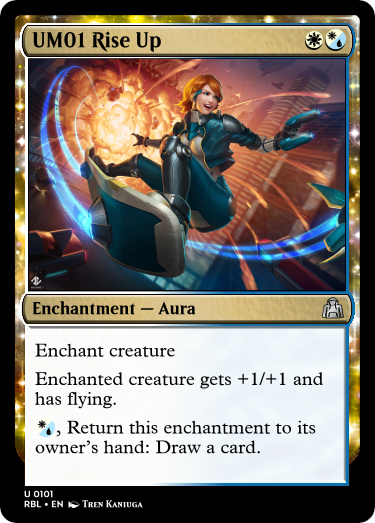 UM01 Rise Up
Enchantment — Aura
Enchant creature
Enchanted creature gets +1/+1 and
has flying.
, Return this enchantment to its
owner's hand: Draw a card.
U 0101
RBL • EN Tren Kaniuga